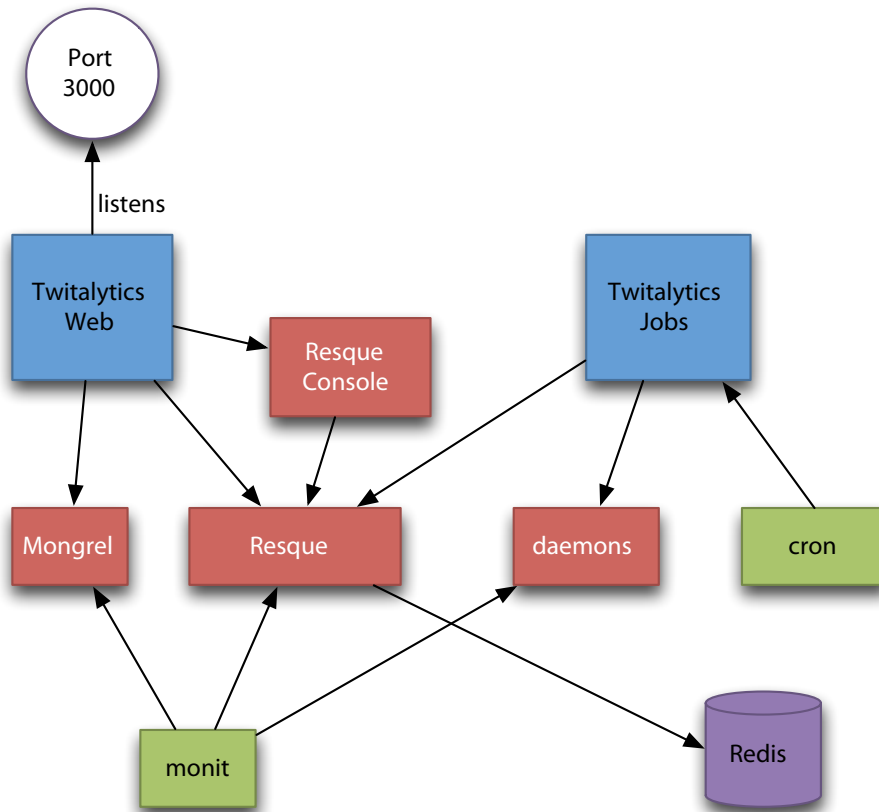 Port
3000
listens
Twitalytics
Web
Twitalytics
Jobs
Resque
Console
Mongrel
Resque
daemons
cron
monit
Redis